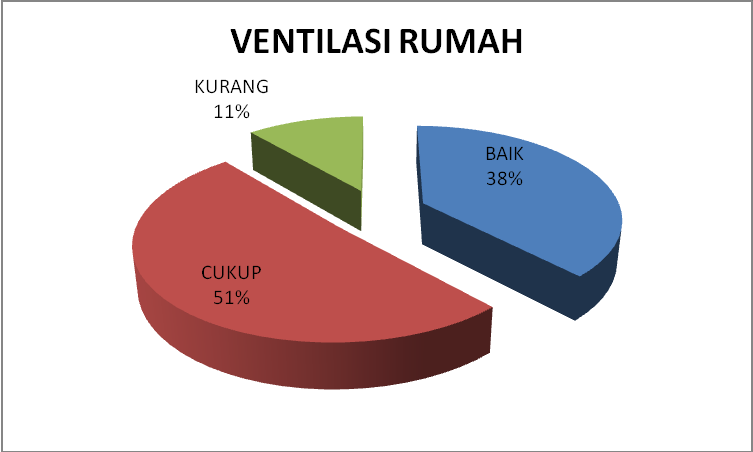 VENTILASI RUMAH
KURANG
11%
BAIK
38%
CUKUP
51%